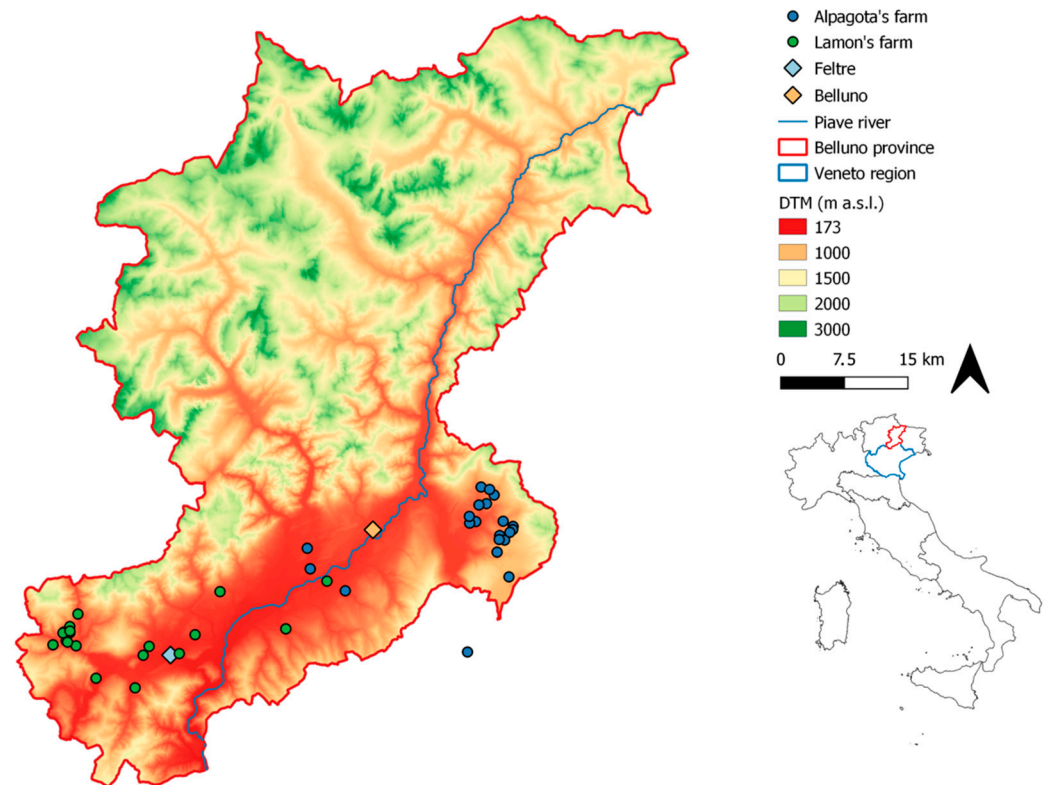 Alpagota's farm
Lamon's farm
Feltre
Belluno
Piave river
Belluno province
Veneto region
DTM (m a.s.l.)
173
1000
1500
2000
3000
0 7.5 15 km